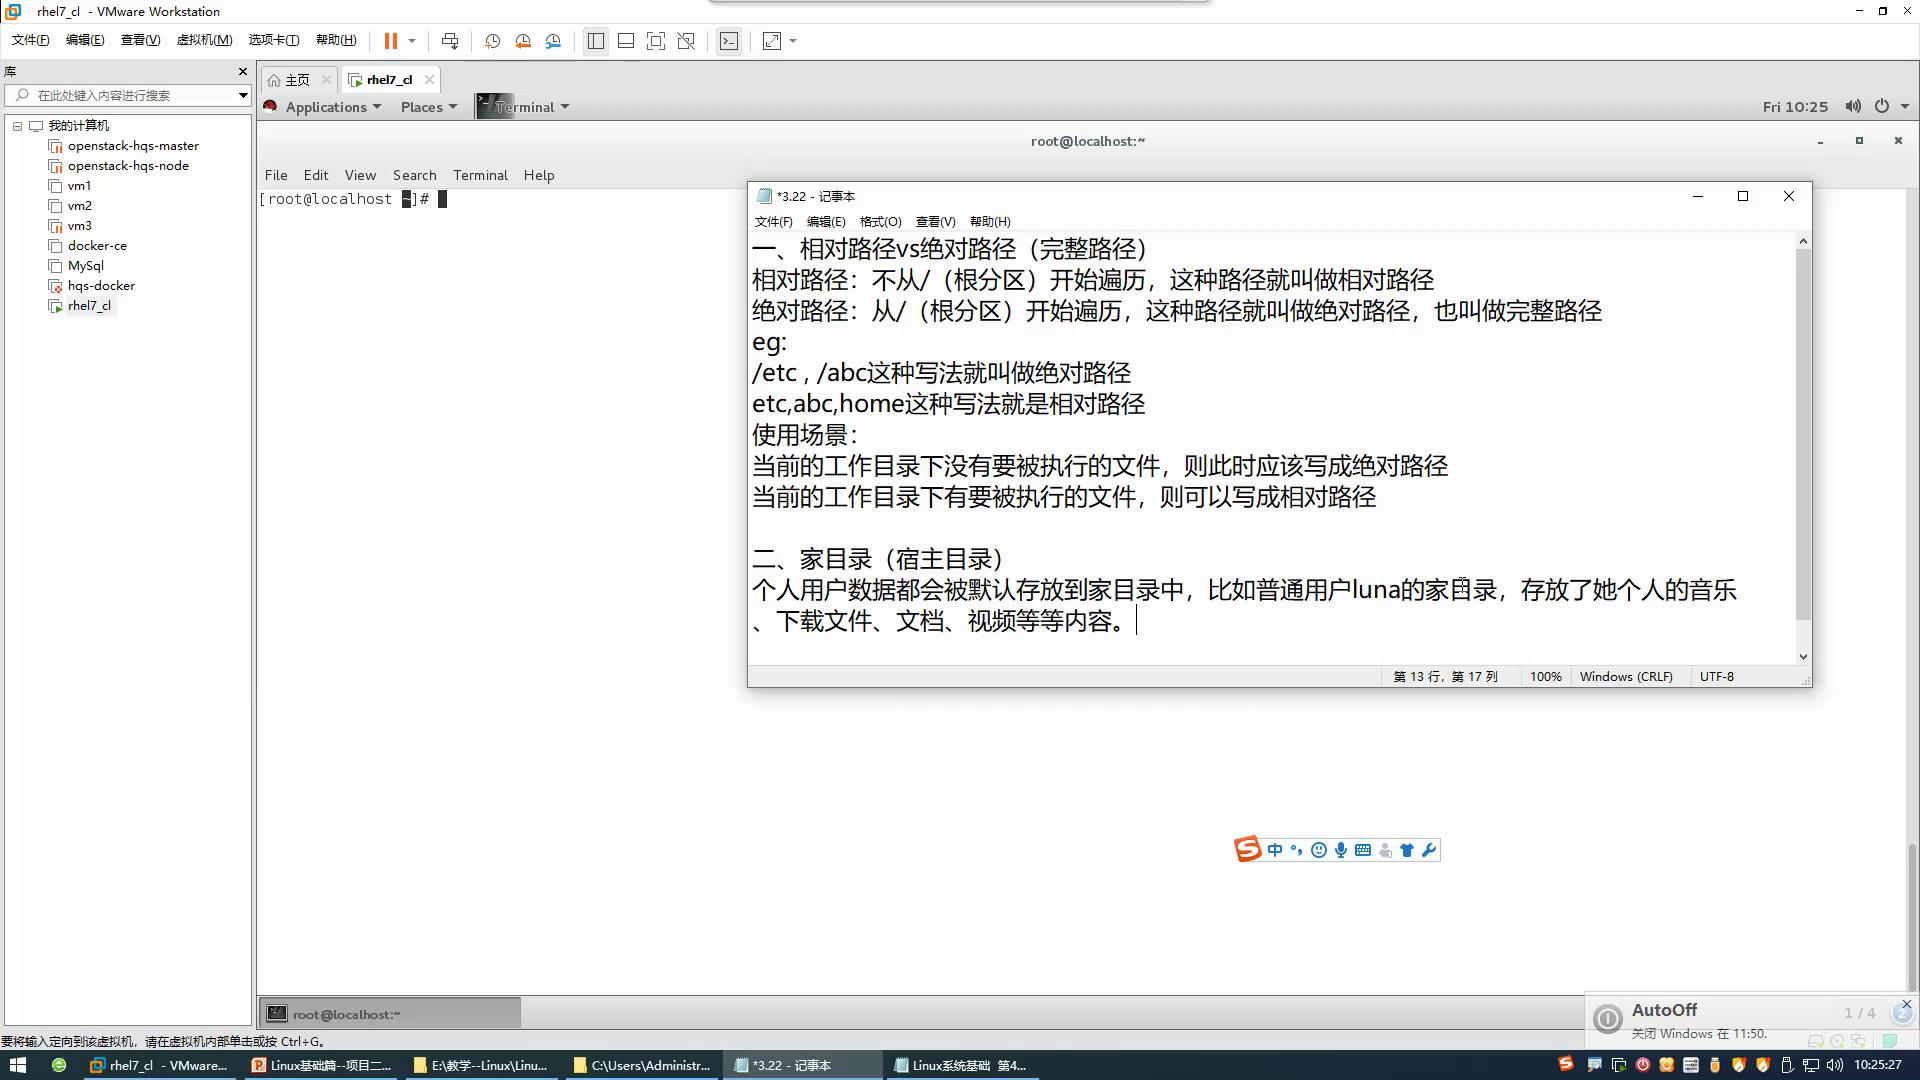 rhel7_cl - VMware Workstation
文件(F) 编辑(E) 查看(V) 虚拟机(M) 选项卡(T) 帮助(H)
库
在此处键入内容进行搜索
我的计算机
openstack-hqs-master
openstack-hqs-node
vm1
vm2
vm3
docker-ce
MySql
hqs-docker
rhel7_cl
主页 rhel7_cl
Applications Places Terminal Fri 10:25
root@localhost:~
File Edit View Search Terminal Help
[root@localhost ~]#
*3.22 - 记事本
文件(F) 编辑(E) 格式(O) 查看(V) 帮助(H)
一、相对路径vs绝对路径（完整路径）
相对路径：不从/（根分区）开始遍历，这种路径就叫做相对路径
绝对路径：从/（根分区）开始遍历，这种路径就叫做绝对路径，也叫做完整路径
eg:
/etc , /abc这种写法就叫做绝对路径
etc,abc,home这种写法就是相对路径
使用场景：
当前的工作目录下没有要被执行的文件，则此时应该写成绝对路径
当前的工作目录下有要被执行的文件，则可以写成相对路径
二、家目录（宿主目录）
个人用户数据都会被默认存放到家目录中，比如普通用户luna的家目录，存放了她个人的音乐
、下载文件、文档、视频等等内容。
第 13 行，第 17 列 100% Windows (CRLF) UTF-8
中
root@localhost:~
AutoOff
1 / 4
2
关闭 Windows 在 11:50.
要将输入定向到该虚拟机，请在虚拟机内部单击或按 Ctrl+G。
rhel7_cl - VMware... Linux基础篇--项目二... E:\教学--Linux\Linu... C:\Users\Administr... *3.22 - 记事本 Linux系统基础 第4... 10:25:27